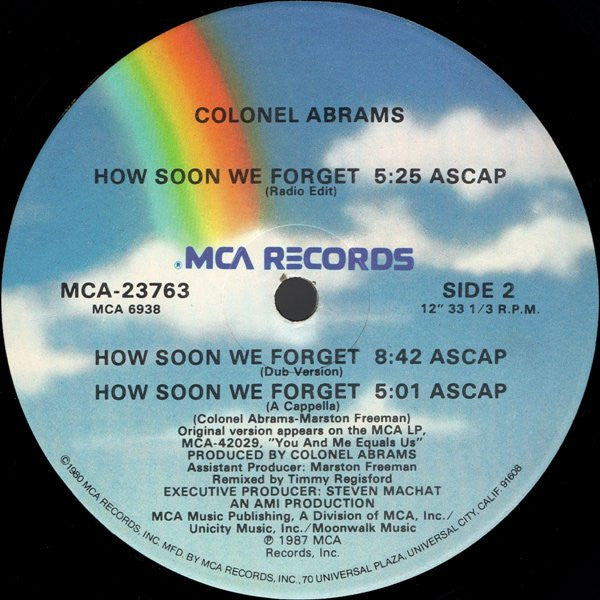 COLONEL ABRAMS
HOW SOON WE FORGET 5:25 ASCAP
(Radio Edit)
®MCA RECORDS
MCA-23763
MCA 6938
SIDE 2
12" 33 1/3 R.P.M.
HOW SOON WE FORGET 8:42 ASCAP
(Dub Version)
HOW SOON WE FORGET 5:01 ASCAP
(A Cappella)
(Colonel Abrams-Marston Freeman)
Original version appears on the MCA LP,
MCA-42029, "You And Me Equals Us"
PRODUCED BY COLONEL ABRAMS
Assistant Producer: Marston Freeman
Remixed by Timmy Regisford
EXECUTIVE PRODUCER: STEVEN MACHAT
AN AMI PRODUCTION
MCA Music Publishing, A Division of MCA, Inc./
Unicity Music, Inc./Moonwalk Music
℗ 1987 MCA
Records, Inc.
©1980 MCA RECORDS, INC. MFD. BY MCA RECORDS, INC., 70 UNIVERSAL PLAZA, UNIVERSAL CITY, CALIF. 91608